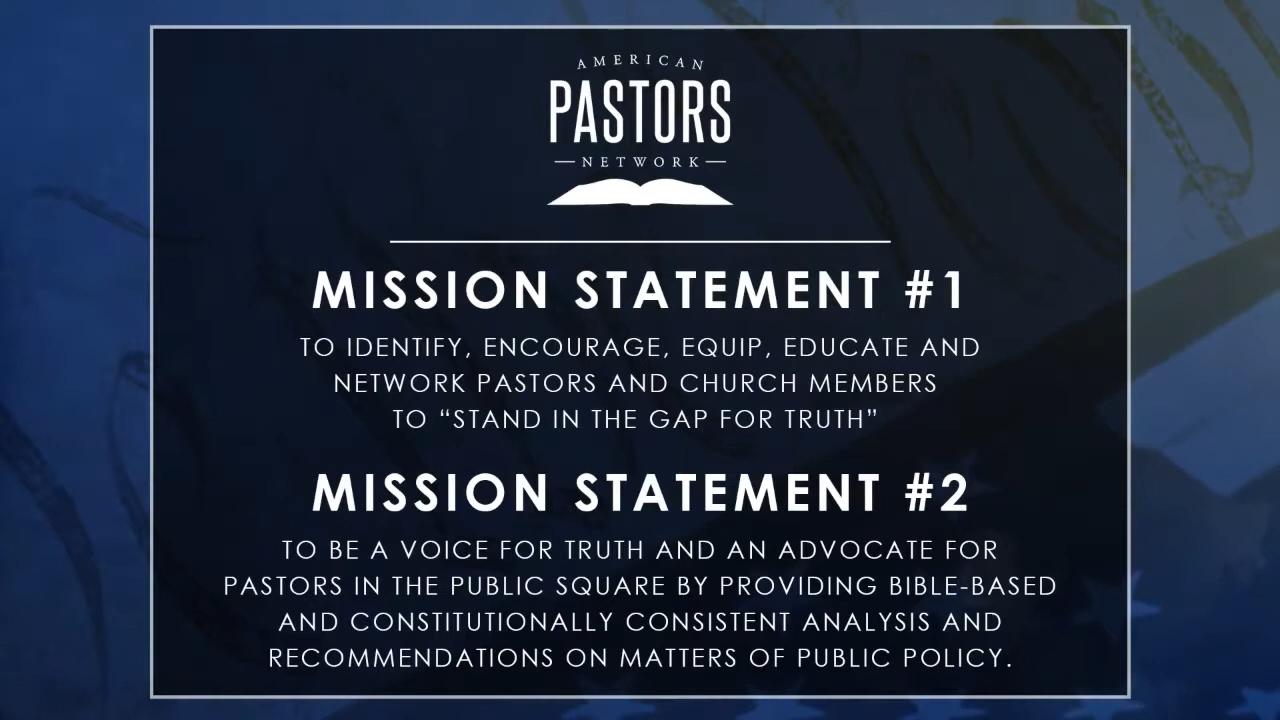 AMERICAN
PASTORS
NETWORK
MISSION STATEMENT #1
TO IDENTIFY, ENCOURAGE, EQUIP, EDUCATE AND
NETWORK PASTORS AND CHURCH MEMBERS
TO “STAND IN THE GAP FOR TRUTH”
MISSION STATEMENT #2
TO BE A VOICE FOR TRUTH AND AN ADVOCATE FOR
PASTORS IN THE PUBLIC SQUARE BY PROVIDING BIBLE-BASED
AND CONSTITUTIONALLY CONSISTENT ANALYSIS AND
RECOMMENDATIONS ON MATTERS OF PUBLIC POLICY.